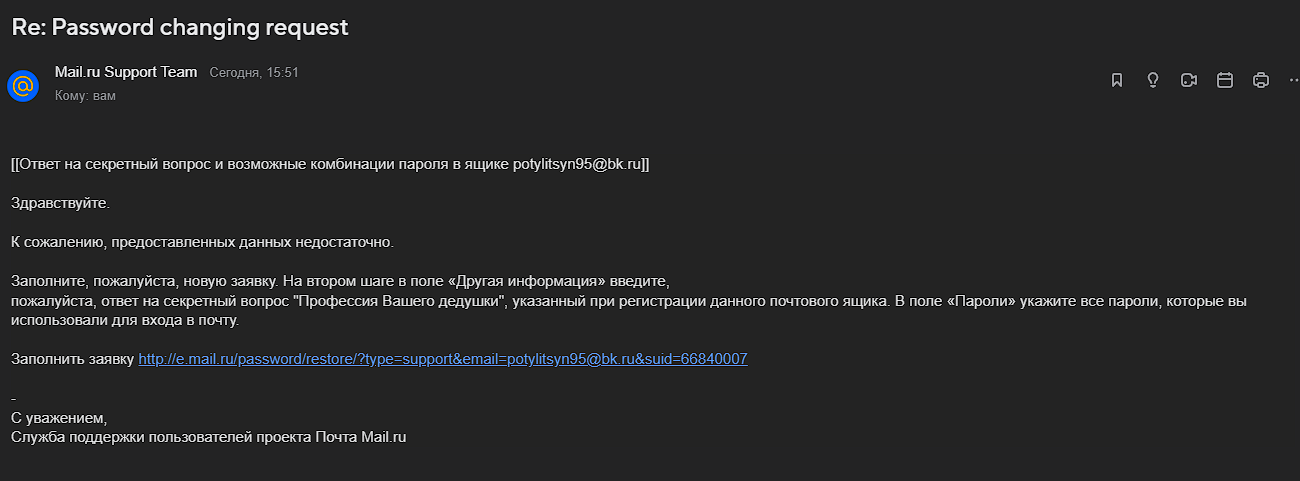 Re: Password changing request
Mail.ru Support Team Сегодня, 15:51
Кому: вам
[[Ответ на секретный вопрос и возможные комбинации пароля в ящике potylitsyn95@bk.ru]]
Здравствуйте.
К сожалению, предоставленных данных недостаточно.
Заполните, пожалуйста, новую заявку. На втором шаге в поле «Другая информация» введите,
пожалуйста, ответ на секретный вопрос "Профессия Вашего дедушки", указанный при регистрации данного почтового ящика. В поле «Пароли» укажите все пароли, которые вы
использовали для входа в почту.
Заполнить заявку http://e.mail.ru/password/restore/?type=support&email=potylitsyn95@bk.ru&suid=66840007
-
С уважением,
Служба поддержки пользователей проекта Почта Mail.ru